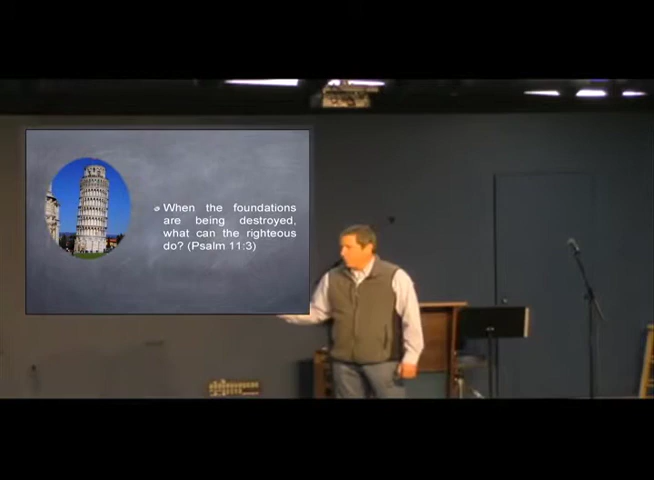 When the foundations
are being destroyed,
what can the righteous
do? (Psalm 11:3)